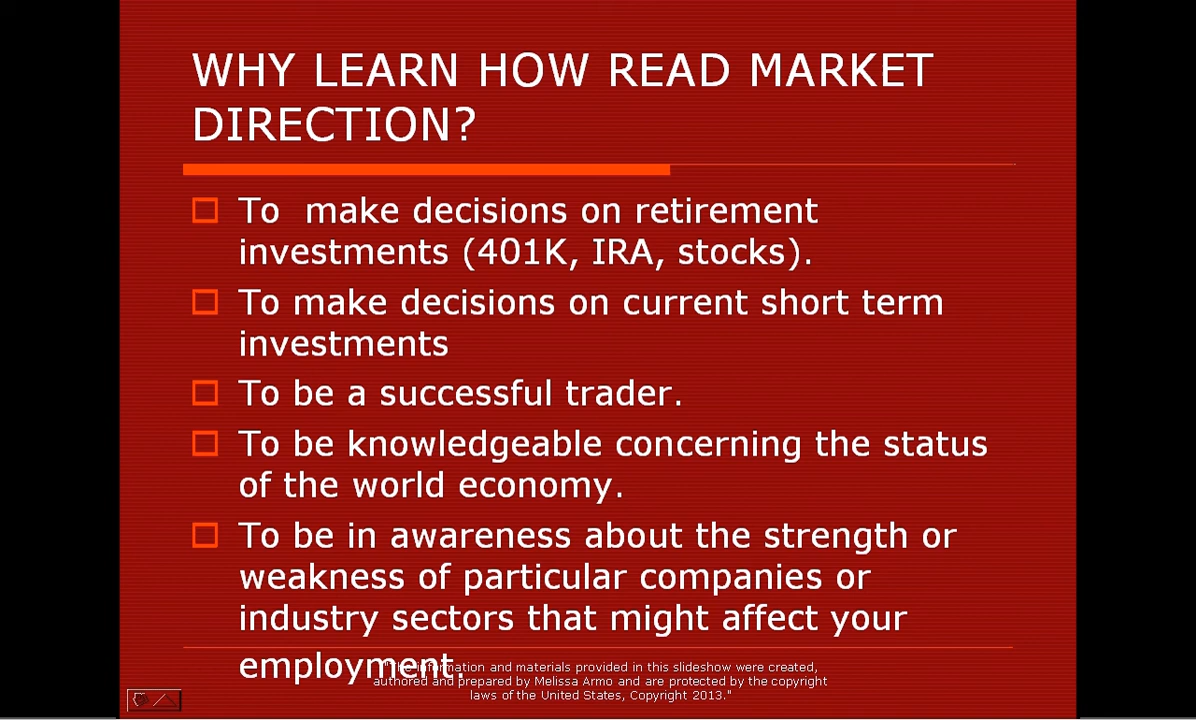 WHY LEARN HOW READ MARKET
DIRECTION?
To make decisions on retirement
investments (401K, IRA, stocks).
To make decisions on current short term
investments
To be a successful trader.
To be knowledgeable concerning the status
of the world economy.
To be in awareness about the strength or
weakness of particular companies or
industry sectors that might affect your
employment.
"The information and materials provided in this slideshow were created,
authored and prepared by Melissa Armo and are protected by the copyright
laws of the United States, Copyright 2013."